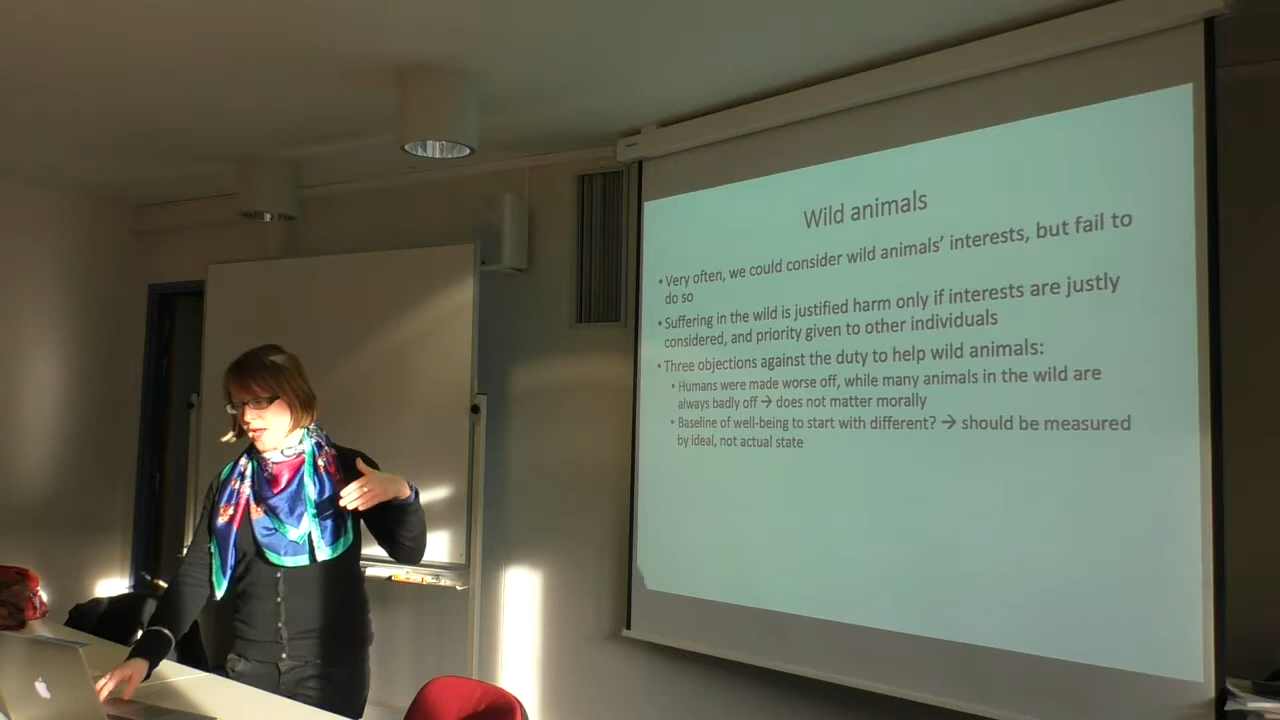 Wild animals
• Very often, we could consider wild animals’ interests, but fail to
do so
• Suffering in the wild is justified harm only if interests are justly
considered, and priority given to other individuals
• Three objections against the duty to help wild animals:
• Humans were made worse off, while many animals in the wild are
always badly off → does not matter morally
• Baseline of well-being to start with different? → should be measured
by ideal, not actual state